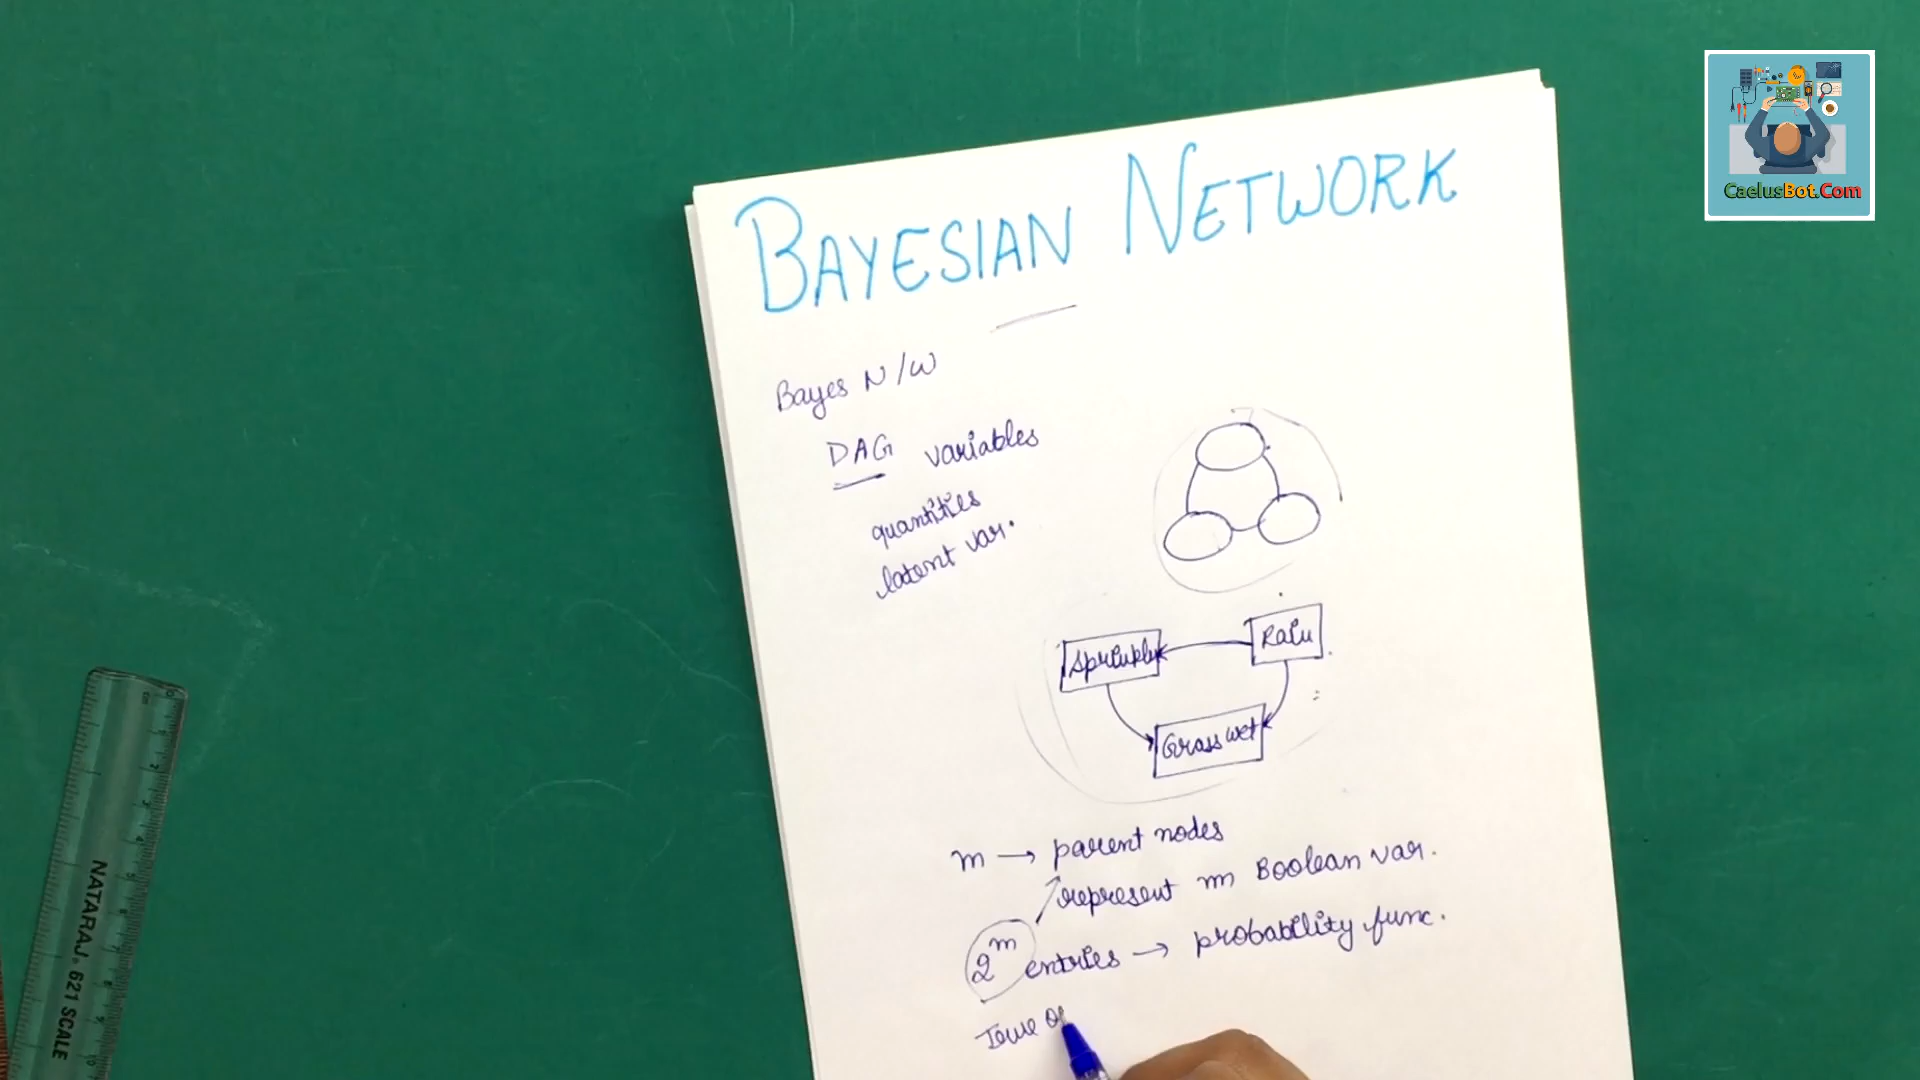 CaelusBot.Com
BAYESIAN NETWORK
Bayes N/W
DAG variables
quantities
latent var.
Sprinkler
Rain
Grass wet
m → parent nodes
represent m Boolean var.
2^m entries → probability func.
NATARAJ 621 SCALE